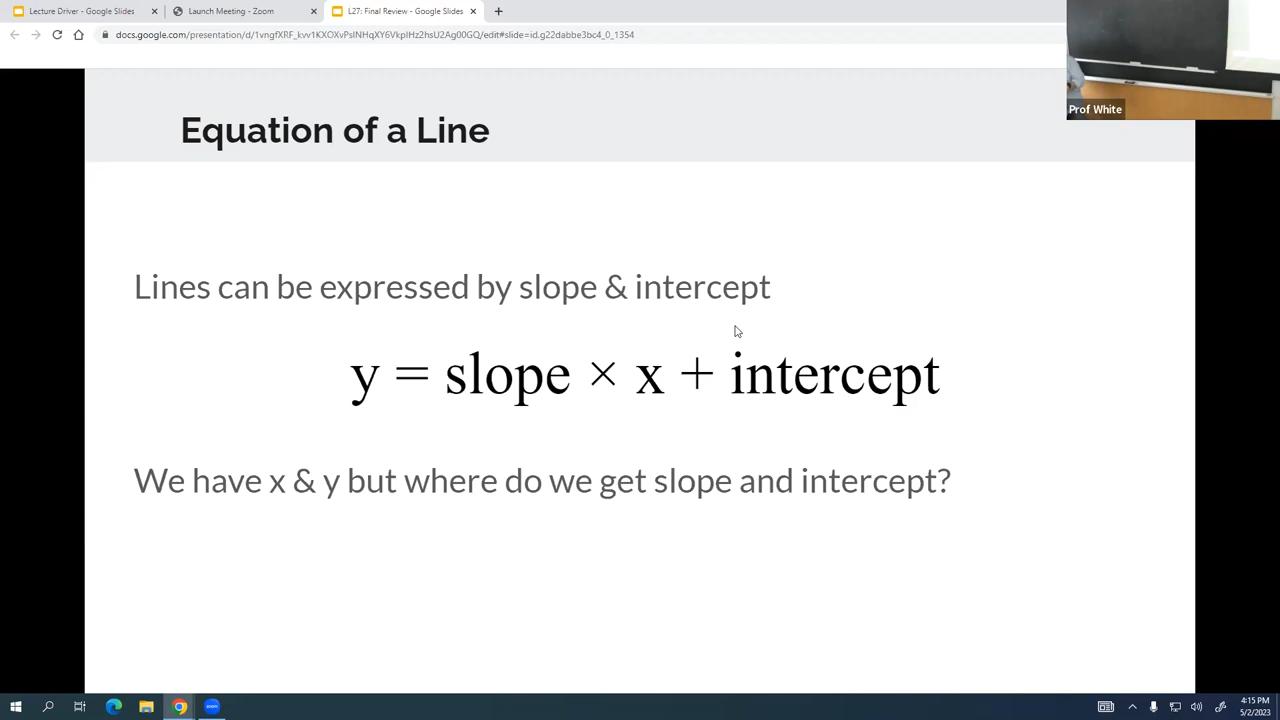 Lecture Driver - Google Slides
Launch Meeting - Zoom
L27: Final Review - Google Slides
Prof White
Equation of a Line
Lines can be expressed by slope & intercept
y = slope × x + intercept
We have x & y but where do we get slope and intercept?
4:15 PM
5/2/2023